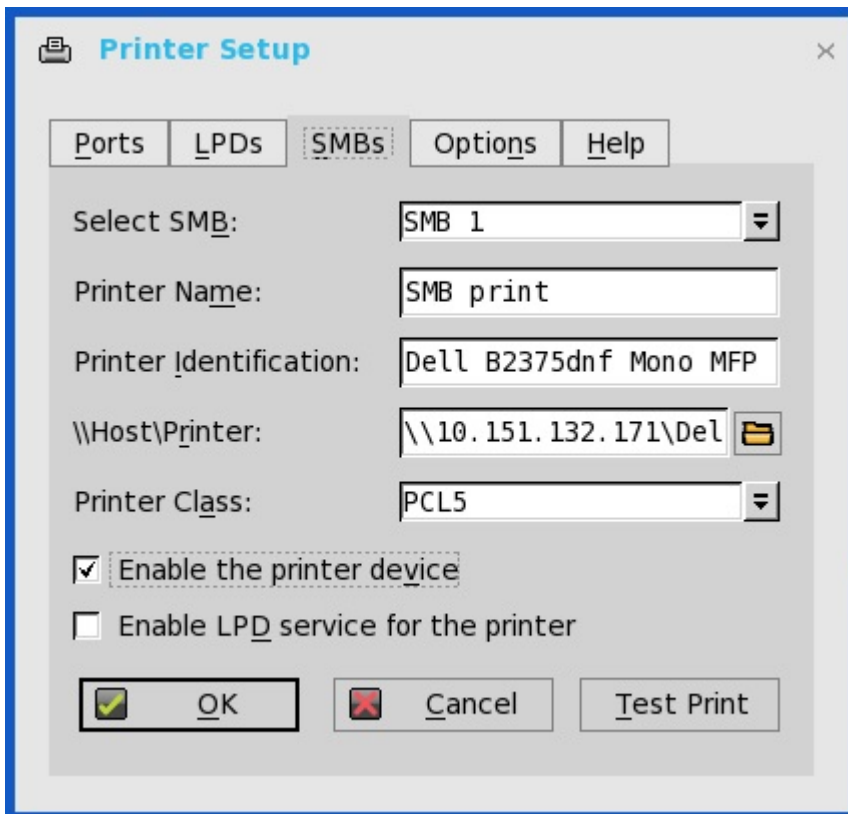 Printer Setup
Ports LPDs SMBs Options Help
Select SMB: SMB 1
Printer Name: SMB print
Printer Identification: Dell B2375dnf Mono MFP
\\Host\Printer: \\10.151.132.171\Del
Printer Class: PCL5
Enable the printer device
Enable LPD service for the printer
OK Cancel Test Print